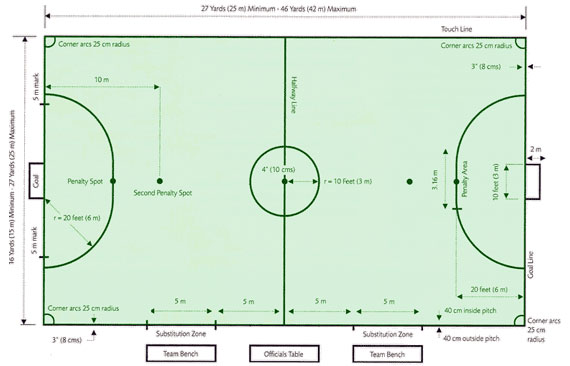 27 Yards (25 m) Minimum - 46 Yards (42 m) Maximum
Touch Line
Corner arcs 25 cm radius
Corner arcs 25 cm radius
3" (8 cms)
5 m mark
10 m
Halfway Line
16 Yards (15 m) Minimum - 27 Yards (25 m) Maximum
2 m
4" (10 cms)
Goal
Penalty Spot
Second Penalty Spot
r = 10 Feet (3 m)
3.16 m
Penalty Area
10 feet (3 m)
r = 20 feet (6 m)
5 m mark
Goal Line
20 feet (6 m)
Corner arcs 25 cm radius
5 m
5 m
5 m
5 m
40 cm inside pitch
Corner arcs
25 cm
radius
3" (8 cms)
Substitution Zone
Substitution Zone
40 cm outside pitch
Team Bench
Officials Table
Team Bench